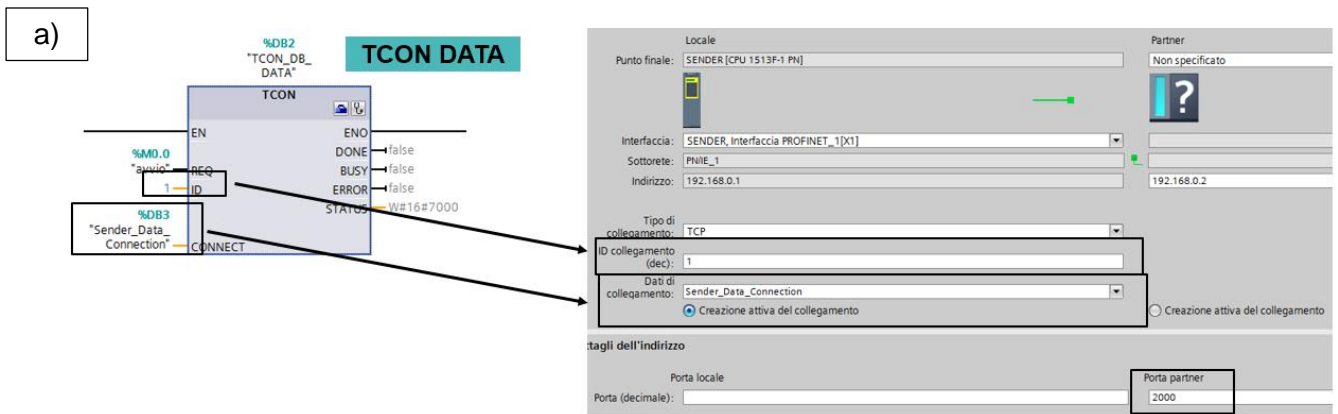 a)
%DB2
"TCON_DB_
DATA"
TCON DATA
TCON
EN
ENO
DONE
false
%M0.0
"avvio"
REQ
BUSY
false
1
ID
ERROR
false
STATUS
W#16#7000
%DB3
"Sender_Data_
Connection"
CONNECT
Locale
Partner
Punto finale:
SENDER [CPU 1513F-1 PN]
Non specificato
?
Interfaccia:
SENDER, Interfaccia PROFINET_1[X1]
Sottorete:
PN/IE_1
Indirizzo:
192.168.0.1
192.168.0.2
Tipo di
collegamento:
TCP
ID collegamento
(dec):
1
Dati di
collegamento:
Sender_Data_Connection
Creazione attiva del collegamento
Creazione attiva del collegamento
ttagli dell'indirizzo
Porta locale
Porta partner
Porta (decimale):
2000